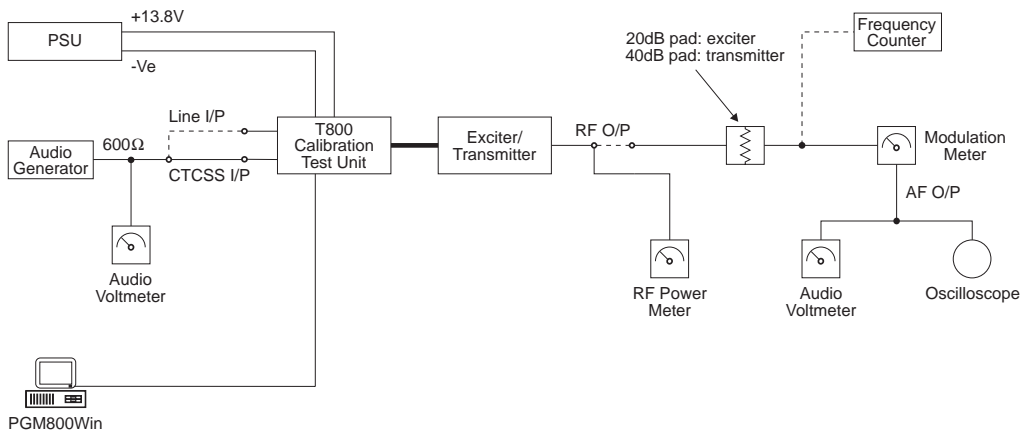 +13.8V
PSU
-Ve
Frequency
Counter
20dB pad: exciter
40dB pad: transmitter
Line I/P
T800
Calibration
Test Unit
Exciter/
Transmitter
RF O/P
Modulation
Meter
Audio
Generator
600Ω
CTCSS I/P
AF O/P
Audio
Voltmeter
RF Power
Meter
Audio
Voltmeter
Oscilloscope
PGM800Win